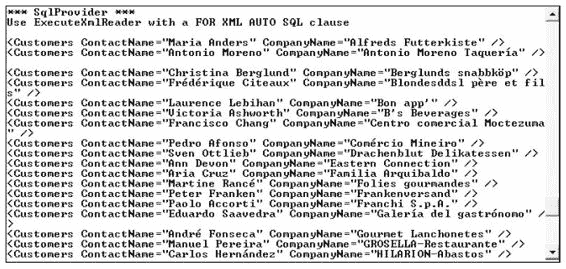 *** SqlProvider ***
Use ExecuteXmlReader with a FOR XML AUTO SQL clause
<Customers ContactName="Maria Anders" CompanyName="Alfreds Futterkiste" />
<Customers ContactName="Antonio Moreno" CompanyName="Antonio Moreno Taquería" />
<Customers ContactName="Christina Berglund" CompanyName="Berglunds snabbköp" />
<Customers ContactName="Frédérique Citeaux" CompanyName="Blondesddsl père et fil
s" />
<Customers ContactName="Laurence Lebihan" CompanyName="Bon app'" />
<Customers ContactName="Victoria Ashworth" CompanyName="B's Beverages" />
<Customers ContactName="Francisco Chang" CompanyName="Centro comercial Moctezuma
" />
<Customers ContactName="Pedro Afonso" CompanyName="Comércio Mineiro" />
<Customers ContactName="Sven Ottlieb" CompanyName="Drachenblut Delikatessen" />
<Customers ContactName="Ann Devon" CompanyName="Eastern Connection" />
<Customers ContactName="Aria Cruz" CompanyName="Familia Arquibaldo" />
<Customers ContactName="Martine Rancé" CompanyName="Folies gourmandes" />
<Customers ContactName="Peter Franken" CompanyName="Frankenversand" />
<Customers ContactName="Paolo Accorti" CompanyName="Franchi S.p.A." />
<Customers ContactName="Eduardo Saavedra" CompanyName="Galería del gastrónomo" /
>
<Customers ContactName="André Fonseca" CompanyName="Gourmet Lanchonetes" />
<Customers ContactName="Manuel Pereira" CompanyName="GROSELLA-Restaurante" />
<Customers ContactName="Carlos Hernández" CompanyName="HILARION-Abastos" />